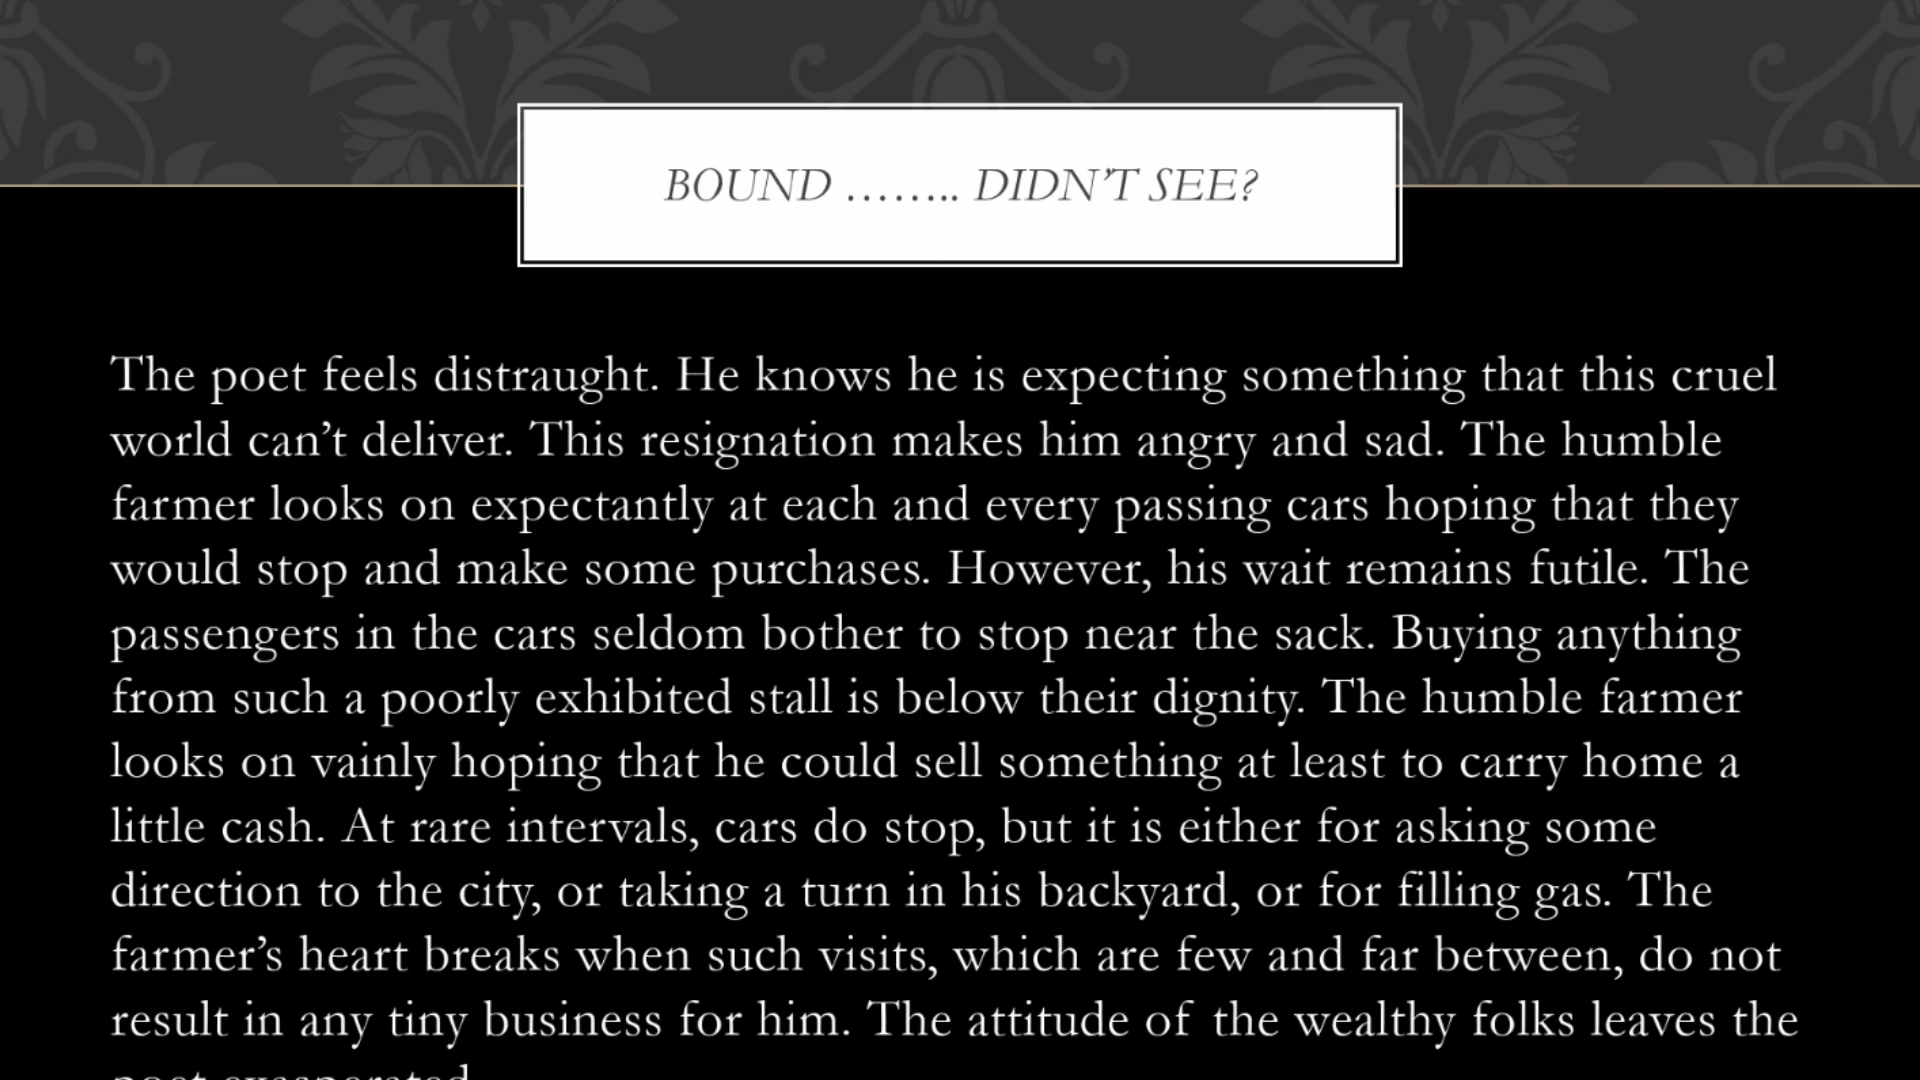 BOUND …….. DIDN’T SEE?
The poet feels distraught. He knows he is expecting something that this cruel
world can’t deliver. This resignation makes him angry and sad. The humble
farmer looks on expectantly at each and every passing cars hoping that they
would stop and make some purchases. However, his wait remains futile. The
passengers in the cars seldom bother to stop near the sack. Buying anything
from such a poorly exhibited stall is below their dignity. The humble farmer
looks on vainly hoping that he could sell something at least to carry home a
little cash. At rare intervals, cars do stop, but it is either for asking some
direction to the city, or taking a turn in his backyard, or for filling gas. The
farmer’s heart breaks when such visits, which are few and far between, do not
result in any tiny business for him. The attitude of the wealthy folks leaves the
poet exasperated